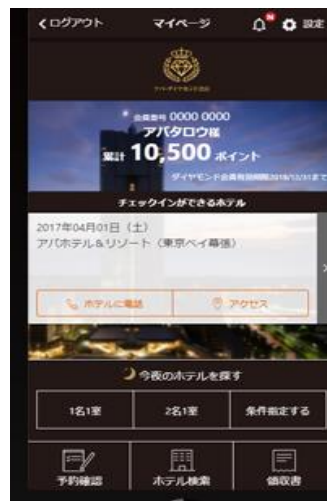 ログアウト
マイページ
設定
会員番号 0000 0000
アパタロウ様
累計 10,500 ポイント
ダイヤモンド会員有効期間2018/12/31まで
チェックインができるホテル
2017年04月01日（土）
アパホテル＆リゾート〈東京ベイ幕張〉
ホテルに電話
アクセス
今夜のホテルを探す
1名1室
2名1室
条件指定する
予約確認
ホテル検索
領収書